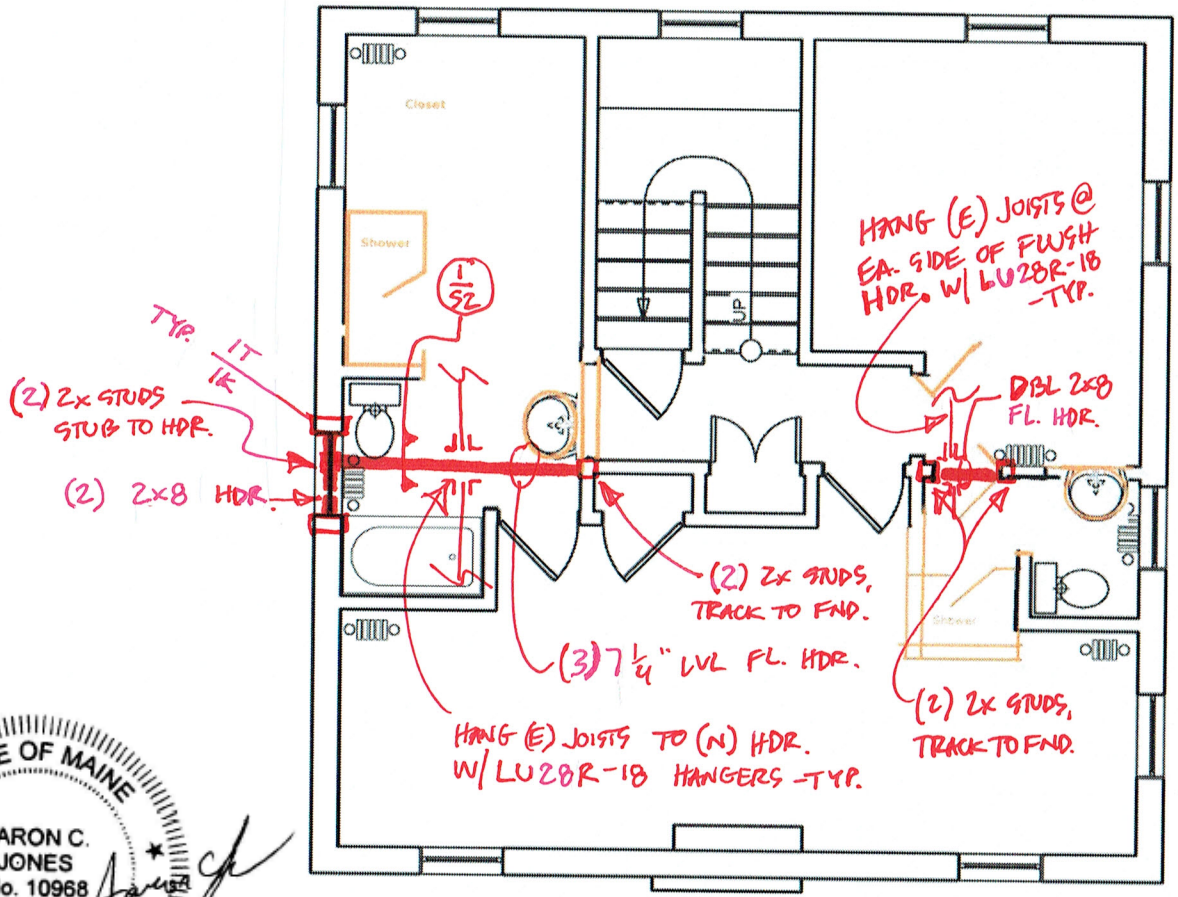 Closet
Shower
1
S2
UP
HANG (E) JOISTS @
EA. SIDE OF FLUSH
HDR. W/ LU28R-18
-TYP.
TYP. 1T
1K
(2) 2x STUDS
STUB TO HDR.
(2) 2x8 HDR.
DBL 2x8
FL. HDR.
(2) 2x STUDS,
TRACK TO FND.
(3) 7 1/4" LVL FL. HDR.
Shower
(2) 2x STUDS,
TRACK TO FND.
HANG (E) JOISTS TO (N) HDR.
W/ LU28R-18 HANGERS -TYP.
E OF MAINE
ARON C.
JONES
o. 10968